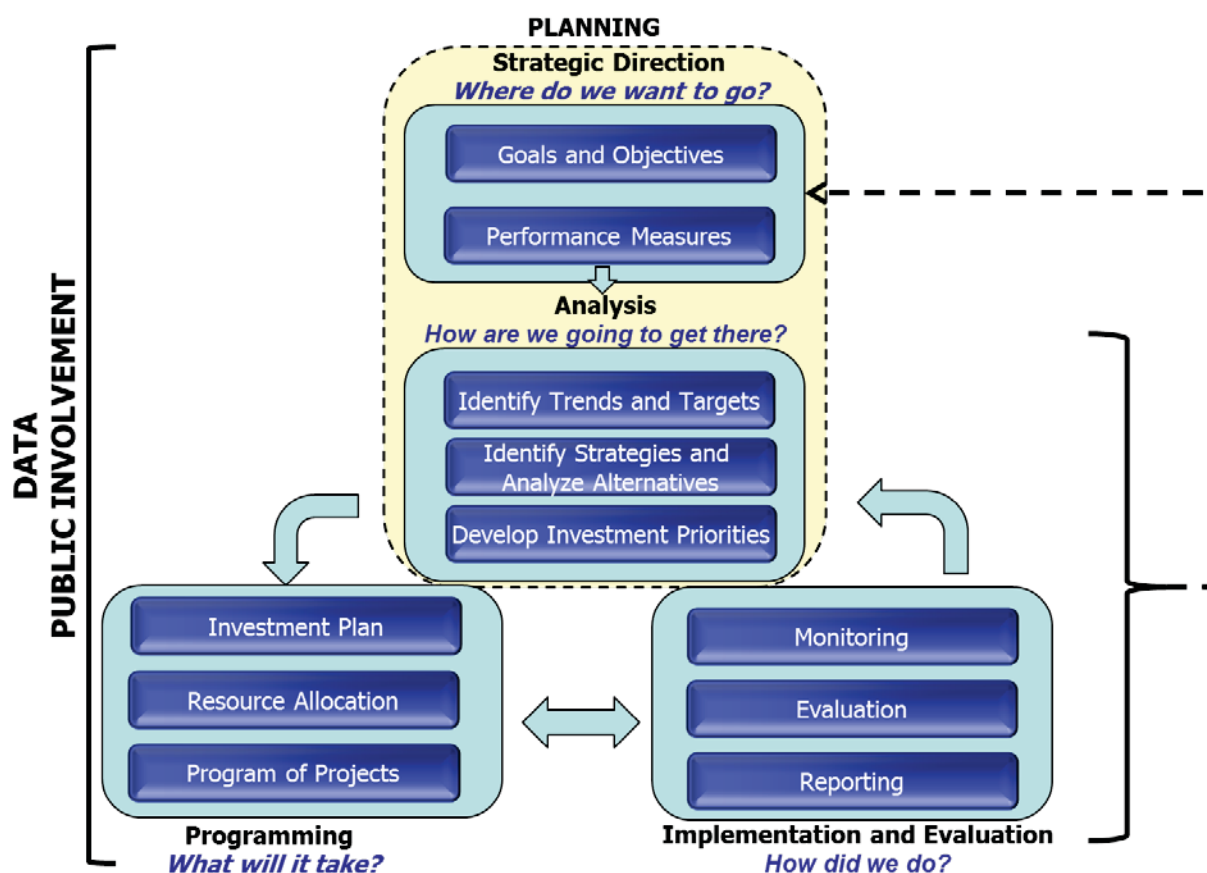 PLANNING
Strategic Direction
Where do we want to go?
Goals and Objectives
Performance Measures
Analysis
How are we going to get there?
Identify Trends and Targets
Identify Strategies and
Analyze Alternatives
Develop Investment Priorities
DATA
PUBLIC INVOLVEMENT
Investment Plan
Resource Allocation
Program of Projects
Programming
What will it take?
Monitoring
Evaluation
Reporting
Implementation and Evaluation
How did we do?